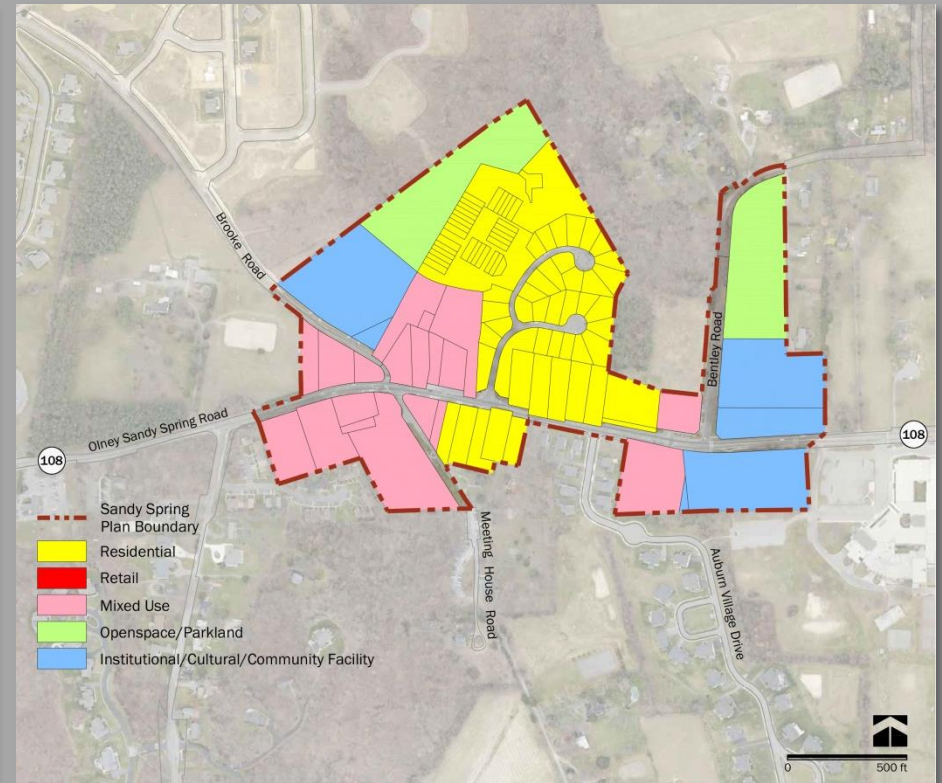 Brooke Road
Bentley Road
Olney Sandy Spring Road
108
108
Sandy Spring
Plan Boundary
Residential
Retail
Mixed Use
Openspace/Parkland
Institutional/Cultural/Community Facility
Meeting House Road
Auburn Village Drive
0
500 ft